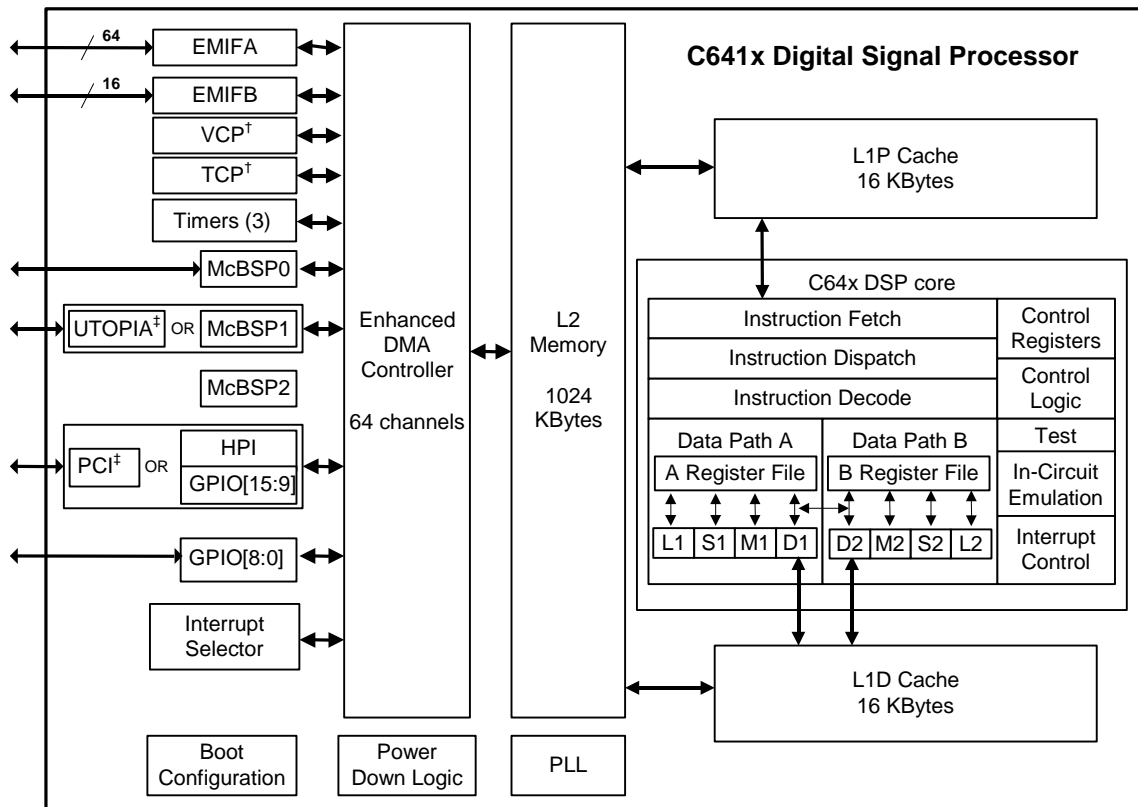 C641x Digital Signal Processor
64
EMIFA
16
EMIFB
VCP†
TCP†
Timers (3)
McBSP0
UTOPIA‡ OR McBSP1
McBSP2
PCI‡ OR
HPI
GPIO[15:9]
GPIO[8:0]
Interrupt
Selector
Boot
Configuration
Enhanced
DMA
Controller
64 channels
Power
Down Logic
L2
Memory
1024
KBytes
PLL
L1P Cache
16 KBytes
C64x DSP core
Instruction Fetch
Instruction Dispatch
Instruction Decode
Control
Registers
Control
Logic
Test
In-Circuit
Emulation
Interrupt
Control
Data Path A
A Register File
L1 S1 M1 D1
Data Path B
B Register File
D2 M2 S2 L2
L1D Cache
16 KBytes